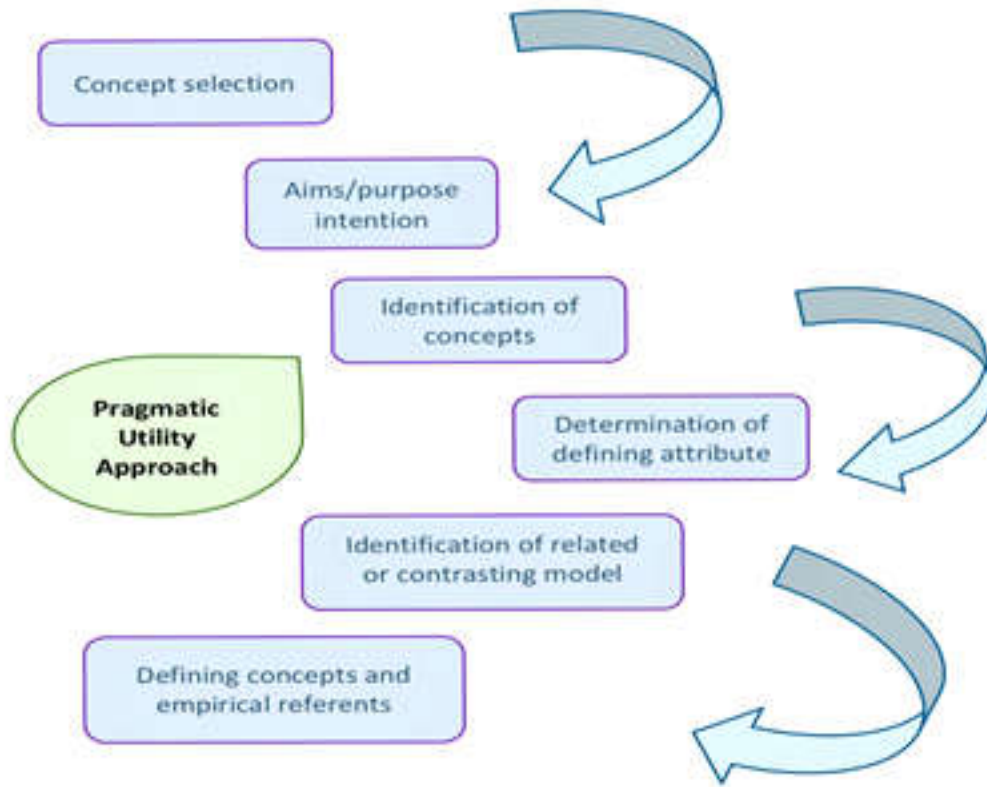 Concept selection
Aims/purpose
intention
Identification of
concepts
Pragmatic
Utility
Approach
Determination of
defining attribute
Identification of related
or contrasting model
Defining concepts and
empirical referents